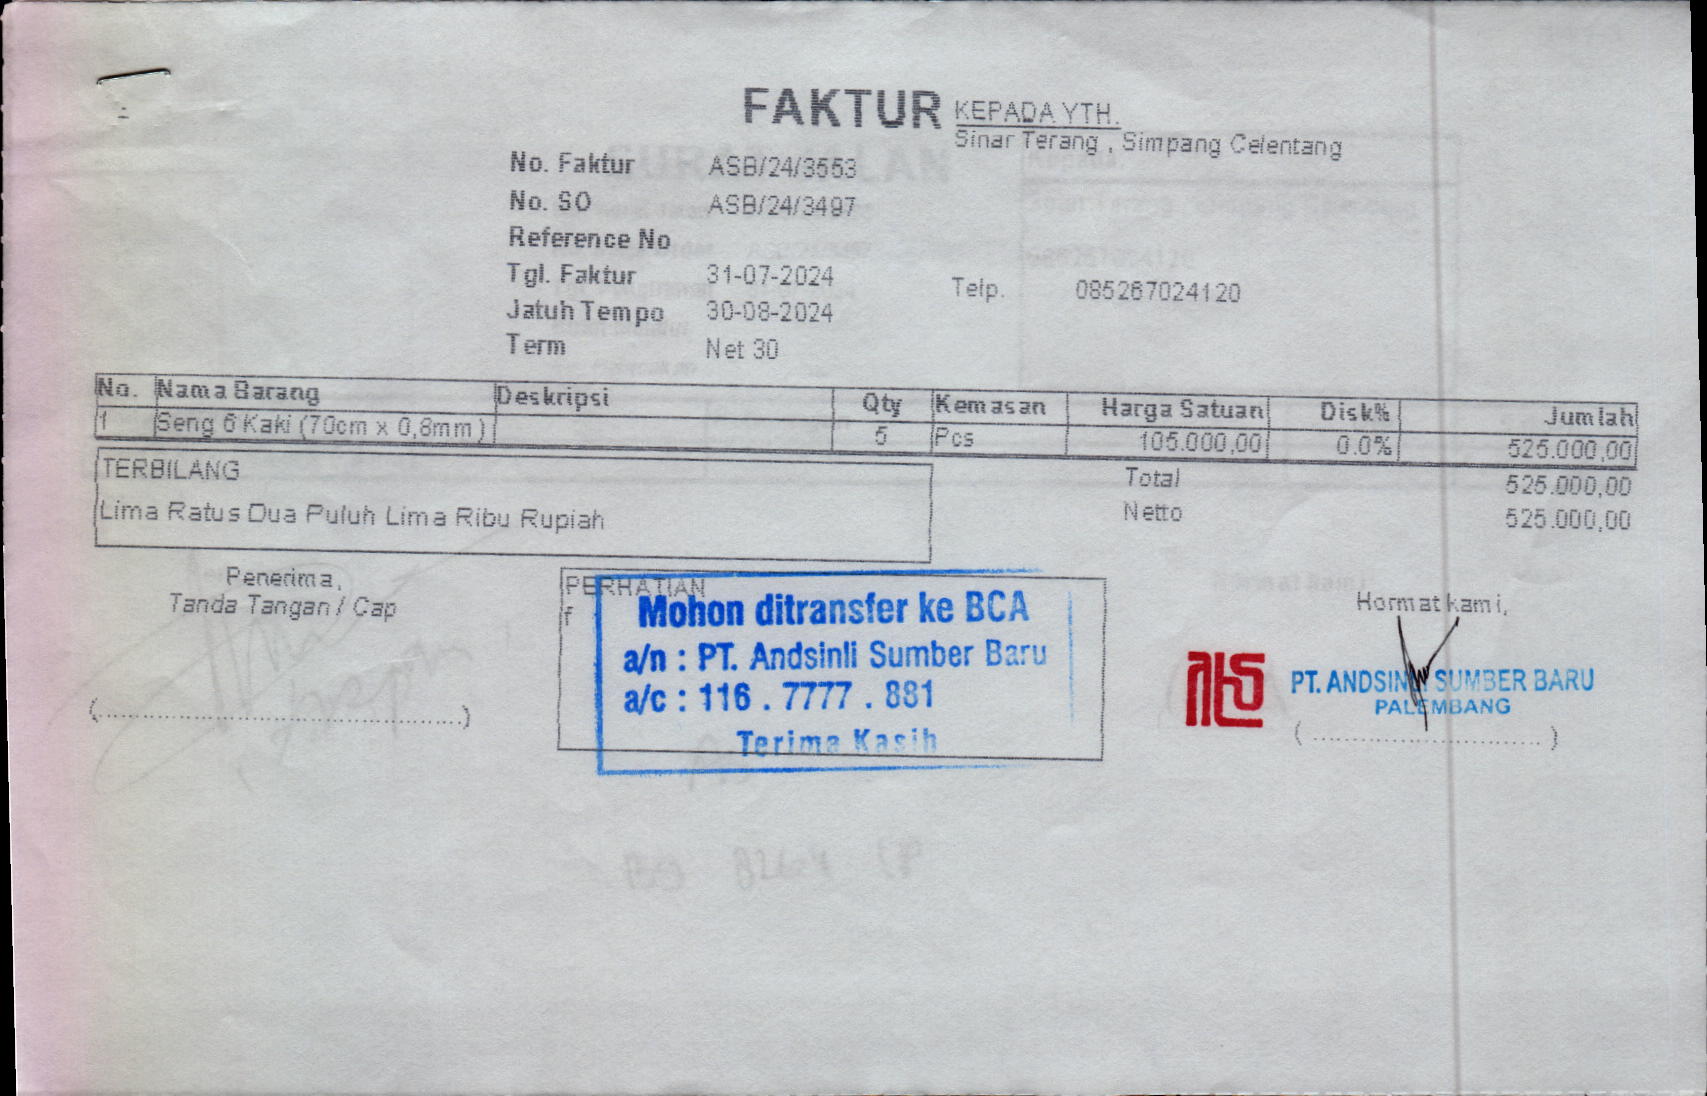 FAKTUR
KEPADA YTH.
Sinar Terang , Simpang Celentang
No. Faktur ASB/24/3553
No. SO ASB/24/3497
Reference No
Tgl. Faktur 31-07-2024
Telp. 085267024120
Jatuh Tempo 30-08-2024
Term Net 30
No. Nama Barang Deskripsi Qty Kemasan Harga Satuan Disk% Jumlah
1 Seng 6 Kaki (70cm x 0,8mm) 5 Pcs 105.000,00 0.0% 525.000,00
TERBILANG
Total 525.000,00
Lima Ratus Dua Puluh Lima Ribu Rupiah
Netto 525.000,00
Penerima,
Tanda Tangan / Cap
(....................................................)
PERHATIAN
f
Mohon ditransfer ke BCA
a/n : PT. Andsinli Sumber Baru
a/c : 116 . 7777 . 881
Terima Kasih
Hormat kami,
PT. ANDSINLI SUMBER BARU
PALEMBANG
(................................)